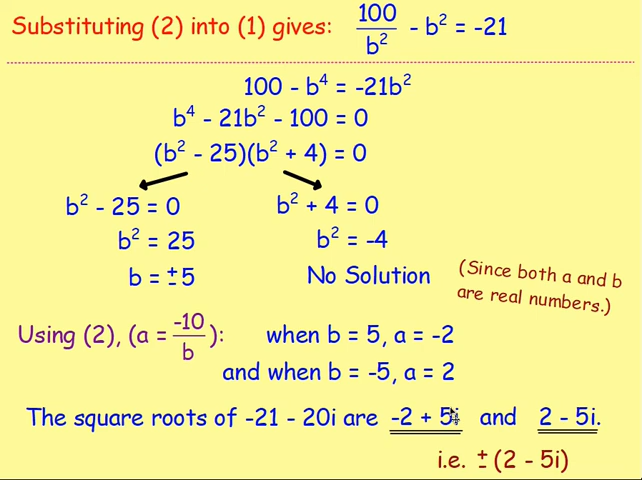 Substituting (2) into (1) gives: 100/b² - b² = -21
100 - b⁴ = -21b²
b⁴ - 21b² - 100 = 0
(b² - 25)(b² + 4) = 0
b² - 25 = 0
b² = 25
b = ±5
b² + 4 = 0
b² = -4
No Solution
(Since both a and b
are real numbers.)
Using (2), (a = -10/b): when b = 5, a = -2
and when b = -5, a = 2
The square roots of -21 - 20i are -2 + 5i and 2 - 5i.
i.e. ±(2 - 5i)